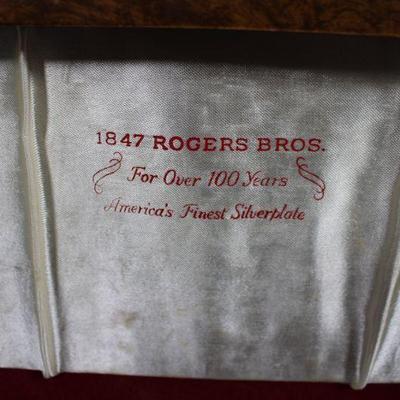 1847 ROGERS BROS.
For Over 100 Years
America's Finest Silverplate